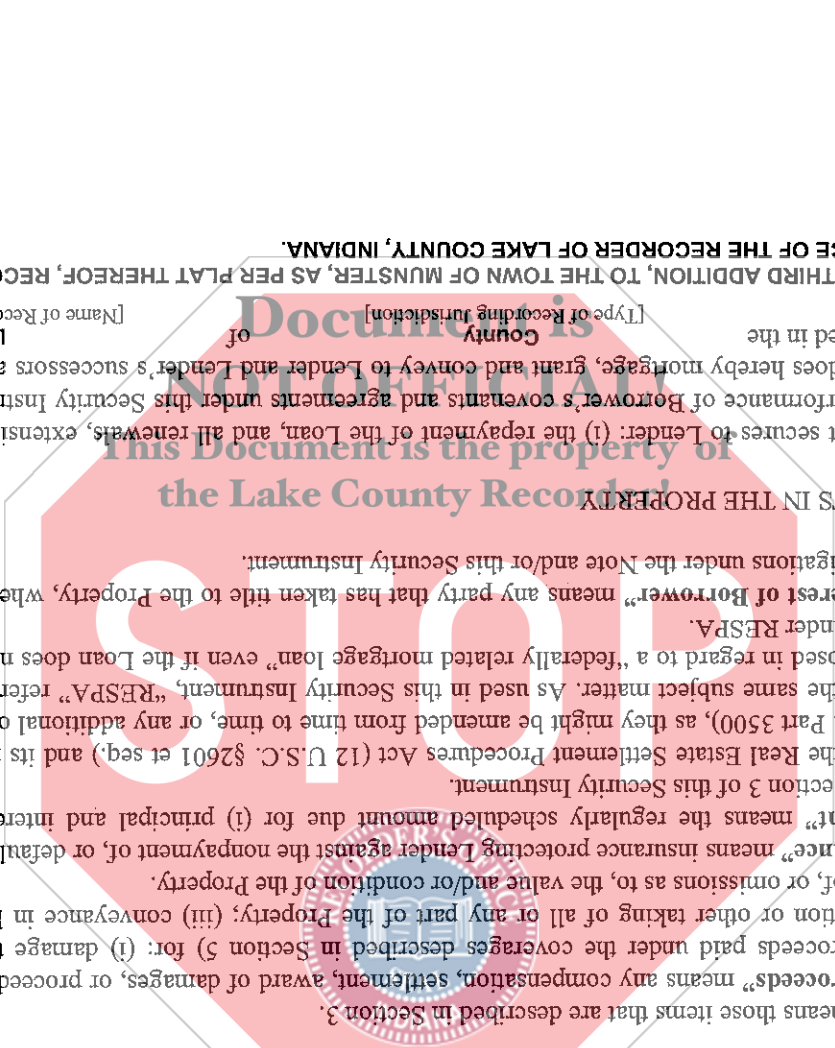 means those items that are described in Section 3.
roceeds" means any compensation, settlement, award of damages, or proceed
roceeds paid under the coverages described in Section 5) for: (i) damage t
tion or other taking of all or any part of the Property; (iii) conveyance in l
of, or omissions as to, the value and/or condition of the Property.
nce" means insurance protecting Lender against the nonpayment of, or defaul
nt" means the regularly scheduled amount due for (i) principal and intere
ection 3 of this Security Instrument.
he Real Estate Settlement Procedures Act (12 U.S.C. §2601 et seq.) and its
Part 3500), as they might be amended from time to time, or any additional o
he same subject matter. As used in this Security Instrument, "RESPA" refer
osed in regard to a "federally related mortgage loan" even if the Loan does n
nder RESPA.
erest of Borrower" means any party that has taken title to the Property, whe
igations under the Note and/or this Security Instrument.
S IN THE PROPERTY
t secures to Lender: (i) the repayment of the Loan, and all renewals, extensi
rformance of Borrower's covenants and agreements under this Security Instr
does hereby mortgage, grant and convey to Lender and Lender's successors a
ed in the County of L
[Type of Recording Jurisdiction] [Name of Reco
THIRD ADDITION, TO THE TOWN OF MUNSTER, AS PER PLAT THEREOF, RECO
CE OF THE RECORDER OF LAKE COUNTY, INDIANA.
Document is
NOT OFFICIAL!
This Document is the property of
the Lake County Recorder!
STOP
INDIANA